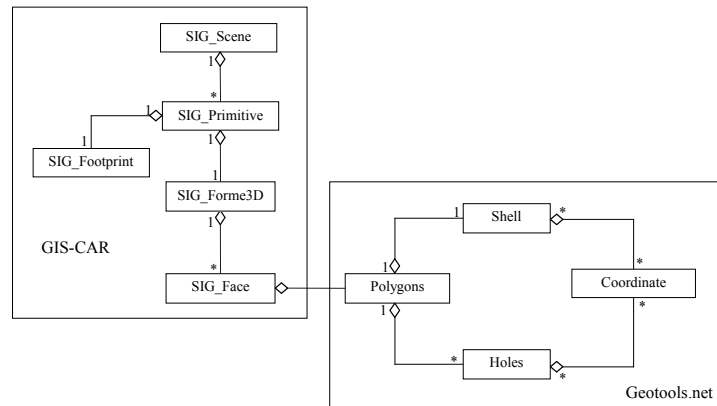 SIG_Scene
1
*
1
SIG_Primitive
1
1
SIG_Footprint
1
SIG_Forme3D
1
GIS-CAR
*
SIG_Face
1
Shell
*
1
*
Polygons
Coordinate
1
*
*
Holes
*
Geotools.net